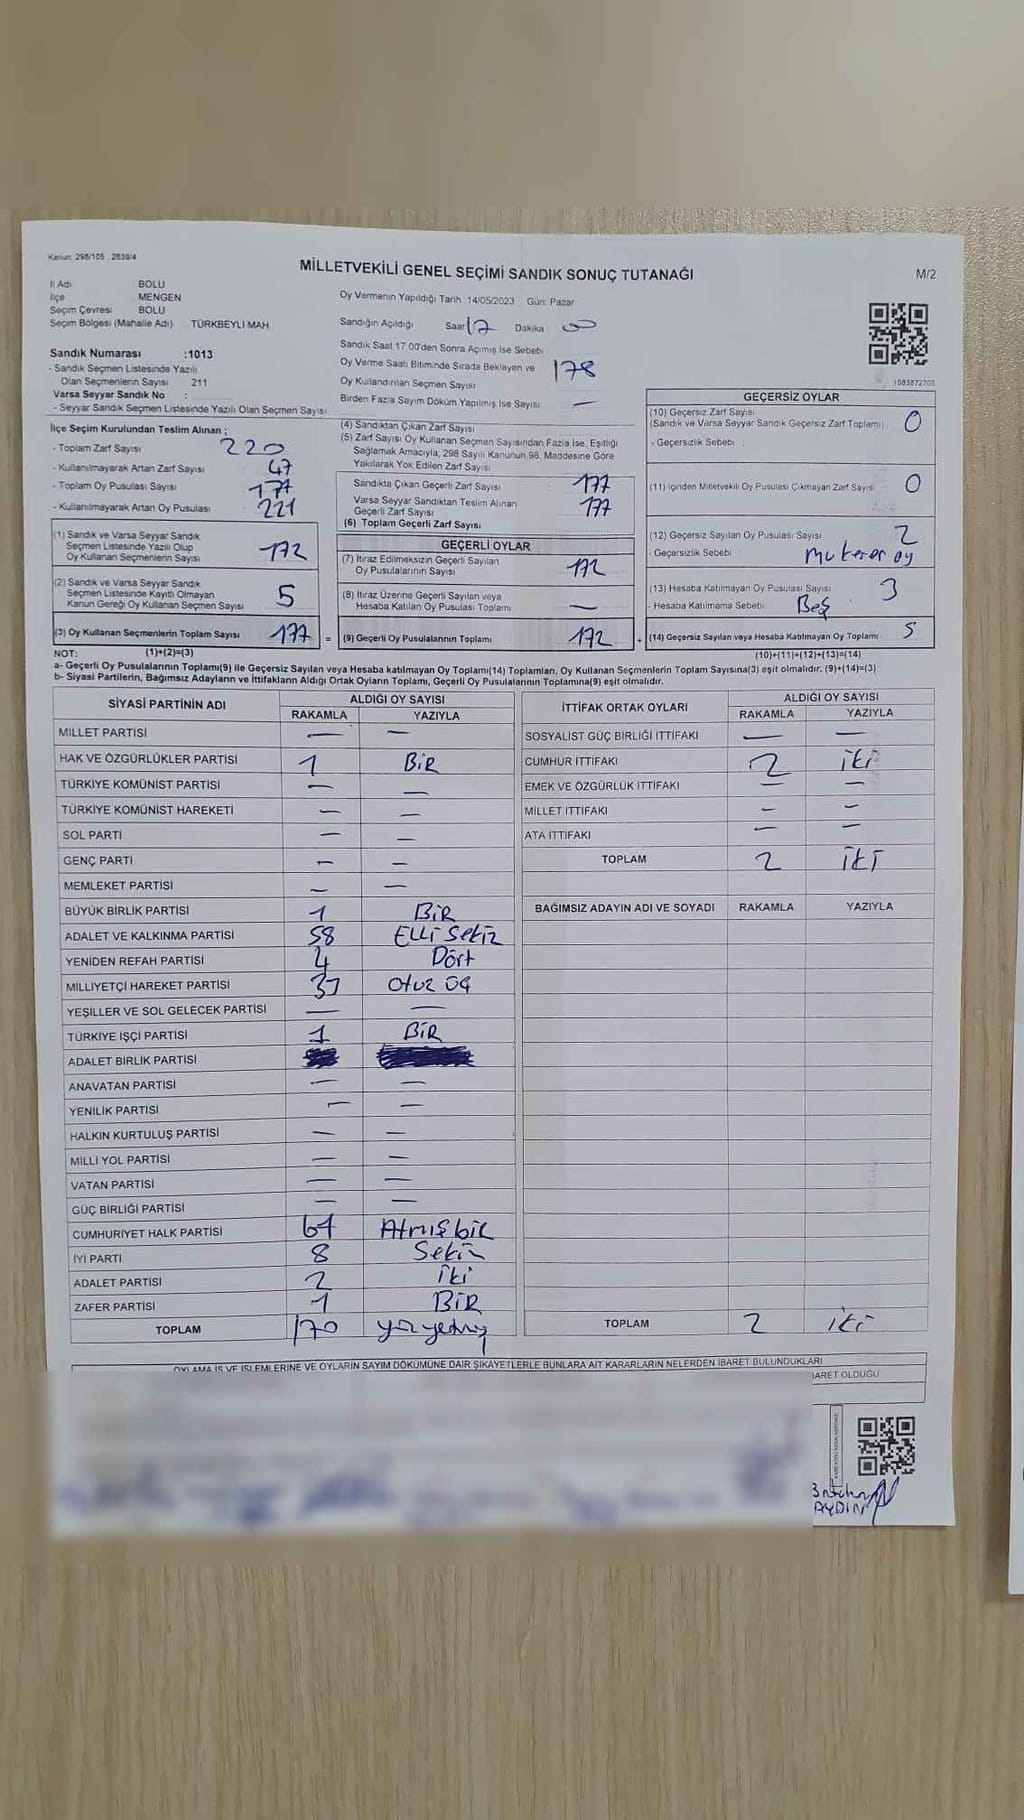 Kanun: 298/105 , 2839/4
MİLLETVEKİLİ GENEL SEÇİMİ SANDIK SONUÇ TUTANAĞI
M/2
İl Adı BOLU
İlçe MENGEN
Seçim Çevresi BOLU
Seçim Bölgesi (Mahalle Adı) TÜRKBEYLİ MAH
Oy Vermenin Yapıldığı Tarih 14/05/2023 Gün: Pazar
Sandığın Açıldığı Saat 17 Dakika 00
Sandık Saat 17 00'den Sonra Açımış İse Sebebi
Oy Verme Saati Bitiminde Sırada Bekleyen ve 178
Oy Kullandırılan Seçmen Sayısı
Birden Fazla Sayım Döküm Yapılmış İse Sayısı —
Sandık Numarası :1013
- Sandık Seçmen Listesinde Yazılı
Olan Seçmenlerin Sayısı 211
Varsa Seyyar Sandık No :
- Seyyar Sandık Seçmen Listesinde Yazılı Olan Seçmen Sayısı
1083872703
İlçe Seçim Kurulundan Teslim Alınan :
- Toplam Zarf Sayısı 220
- Kullanılmayarak Artan Zarf Sayısı 47
- Toplam Oy Pusulası Sayısı 177
- Kullanılmayarak Artan Oy Pusulası 221
(4) Sandıktan Çıkan Zarf Sayısı
(5) Zarf Sayısı Oy Kullanan Seçmen Sayısından Fazla İse, Eşitliği
Sağlamak Amacıyla, 298 Sayılı Kanunun 98. Maddesine Göre
Yakılarak Yok Edilen Zarf Sayısı
Sandıkta Çıkan Geçerli Zarf Sayısı : 177
Varsa Seyyar Sandıktan Teslim Alınan 177
Geçerli Zarf Sayısı
(6) Toplam Geçerli Zarf Sayısı
GEÇERSİZ OYLAR
(10) Geçersiz Zarf Sayısı 0
(Sandık ve Varsa Seyyar Sandık Geçersiz Zarf Toplamı)
- Geçersizlik Sebebi :
(11) İçinden Milletvekili Oy Pusulası Çıkmayan Zarf Sayısı 0
(12) Geçersiz Sayılan Oy Pusulası Sayısı 2
- Geçersizlik Sebebi mukerer oy
(13) Hesaba Katılmayan Oy Pusulası Sayısı 3
- Hesaba Katılmama Sebebi Beş
(14) Geçersiz Sayılan veya Hesaba Katılmayan Oy Toplamı 5
(10)+(11)+(12)+(13)=(14)
(1) Sandık ve Varsa Seyyar Sandık
Seçmen Listesinde Yazılı Olup
Oy Kullanan Seçmenlerin Sayısı 172
(2) Sandık ve Varsa Seyyar Sandık
Seçmen Listesinde Kayıtlı Olmayan
Kanun Gereği Oy Kullanan Seçmen Sayısı 5
(3) Oy Kullanan Seçmenlerin Toplam Sayısı 177 =
GEÇERLİ OYLAR
(7) İtiraz Edilmeksizin Geçerli Sayılan
Oy Pusulalarının Sayısı 172
(8) İtiraz Üzerine Geçerli Sayılan veya
Hesaba Katılan Oy Pusulası Toplamı —
(9) Geçerli Oy Pusulalarının Toplamı 172 +
NOT: (1)+(2)=(3)
a- Geçerli Oy Pusulalarının Toplamı(9) ile Geçersiz Sayılan veya Hesaba katılmayan Oy Toplamı(14) Toplamları, Oy Kullanan Seçmenlerin Toplam Sayısına(3) eşit olmalıdır. (9)+(14)=(3)
b- Siyasi Partilerin, Bağımsız Adayların ve İttifakların Aldığı Ortak Oyların Toplamı, Geçerli Oy Pusulalarının Toplamına(9) eşit olmalıdır.
SİYASİ PARTİNİN ADI ALDIĞI OY SAYISI
RAKAMLA YAZIYLA
MİLLET PARTİSİ — —
HAK VE ÖZGÜRLÜKLER PARTİSİ 1 BİR
TÜRKİYE KOMÜNİST PARTİSİ — —
TÜRKİYE KOMÜNİST HAREKETİ — —
SOL PARTİ — —
GENÇ PARTİ — —
MEMLEKET PARTİSİ — —
BÜYÜK BİRLİK PARTİSİ 1 BİR
ADALET VE KALKINMA PARTİSİ 58 Elli Sekiz
YENİDEN REFAH PARTİSİ 4 Dört
MİLLİYETÇİ HAREKET PARTİSİ 33 Otuz üç
YEŞİLLER VE SOL GELECEK PARTİSİ — —
TÜRKİYE İŞÇİ PARTİSİ 1 BİR
ADALET BİRLİK PARTİSİ
ANAVATAN PARTİSİ — —
YENİLİK PARTİSİ — —
HALKIN KURTULUŞ PARTİSİ — —
MİLLİ YOL PARTİSİ — —
VATAN PARTİSİ — —
GÜÇ BİRLİĞİ PARTİSİ — —
CUMHURİYET HALK PARTİSİ 61 Atmışbir
İYİ PARTİ 8 Sekiz
ADALET PARTİSİ 2 İki
ZAFER PARTİSİ 1 BİR
TOPLAM 170 yüzyetmiş
İTTİFAK ORTAK OYLARI ALDIĞI OY SAYISI
RAKAMLA YAZIYLA
SOSYALİST GÜÇ BİRLİĞİ İTTİFAKI — —
CUMHUR İTTİFAKI 2 iki
EMEK VE ÖZGÜRLÜK İTTİFAKI — —
MİLLET İTTİFAKI — —
ATA İTTİFAKI — —
TOPLAM 2 İKİ
BAĞIMSIZ ADAYIN ADI VE SOYADI RAKAMLA YAZIYLA
TOPLAM 2 iki
OYLAMA İŞ VE İŞLEMLERİNE VE OYLARIN SAYIM DÖKÜMÜNE DAİR ŞİKAYETLERLE BUNLARA AİT KARARLARIN NELERDEN İBARET BULUNDUKLARI
İBARET OLDUĞU
AYDIN